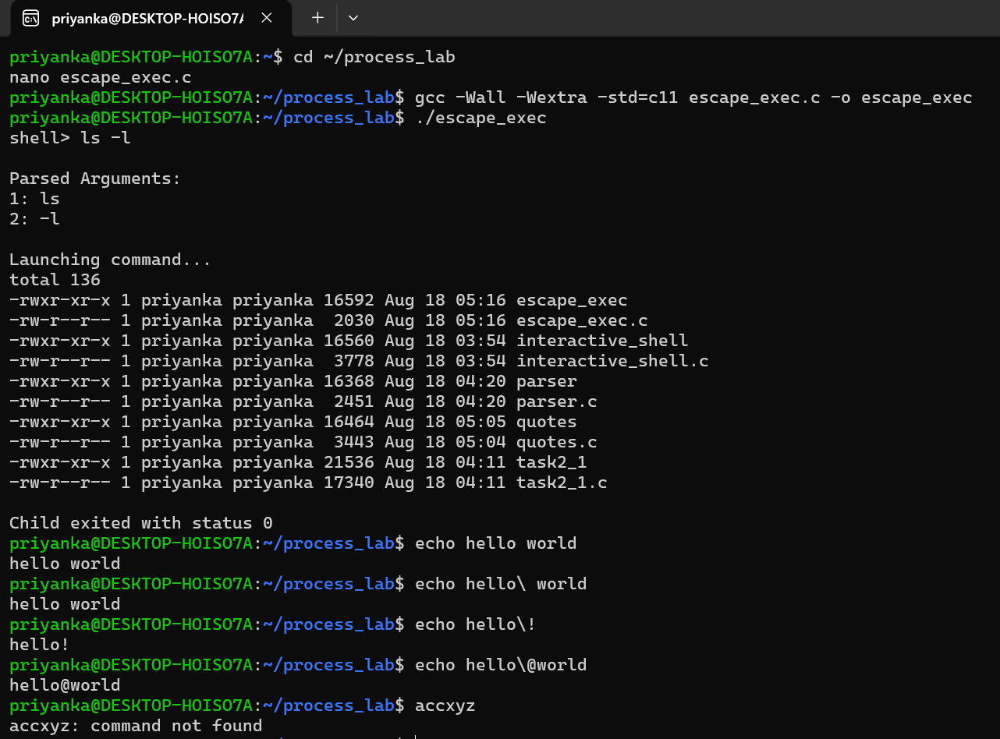 priyanka@DESKTOP-HOISO7A
priyanka@DESKTOP-HOISO7A:~$ cd ~/process_lab
nano escape_exec.c
priyanka@DESKTOP-HOISO7A:~/process_lab$ gcc -Wall -Wextra -std=c11 escape_exec.c -o escape_exec
priyanka@DESKTOP-HOISO7A:~/process_lab$ ./escape_exec
shell> ls -l

Parsed Arguments:
1: ls
2: -l

Launching command...
total 136
-rwxr-xr-x 1 priyanka priyanka 16592 Aug 18 05:16 escape_exec
-rw-r--r-- 1 priyanka priyanka  2030 Aug 18 05:16 escape_exec.c
-rwxr-xr-x 1 priyanka priyanka 16560 Aug 18 03:54 interactive_shell
-rw-r--r-- 1 priyanka priyanka  3778 Aug 18 03:54 interactive_shell.c
-rwxr-xr-x 1 priyanka priyanka 16368 Aug 18 04:20 parser
-rw-r--r-- 1 priyanka priyanka  2451 Aug 18 04:20 parser.c
-rwxr-xr-x 1 priyanka priyanka 16464 Aug 18 05:05 quotes
-rw-r--r-- 1 priyanka priyanka  3443 Aug 18 05:04 quotes.c
-rwxr-xr-x 1 priyanka priyanka 21536 Aug 18 04:11 task2_1
-rw-r--r-- 1 priyanka priyanka 17340 Aug 18 04:11 task2_1.c

Child exited with status 0
priyanka@DESKTOP-HOISO7A:~/process_lab$ echo hello world
hello world
priyanka@DESKTOP-HOISO7A:~/process_lab$ echo hello\ world
hello world
priyanka@DESKTOP-HOISO7A:~/process_lab$ echo hello\!
hello!
priyanka@DESKTOP-HOISO7A:~/process_lab$ echo hello\@world
hello@world
priyanka@DESKTOP-HOISO7A:~/process_lab$ accxyz
accxyz: command not found